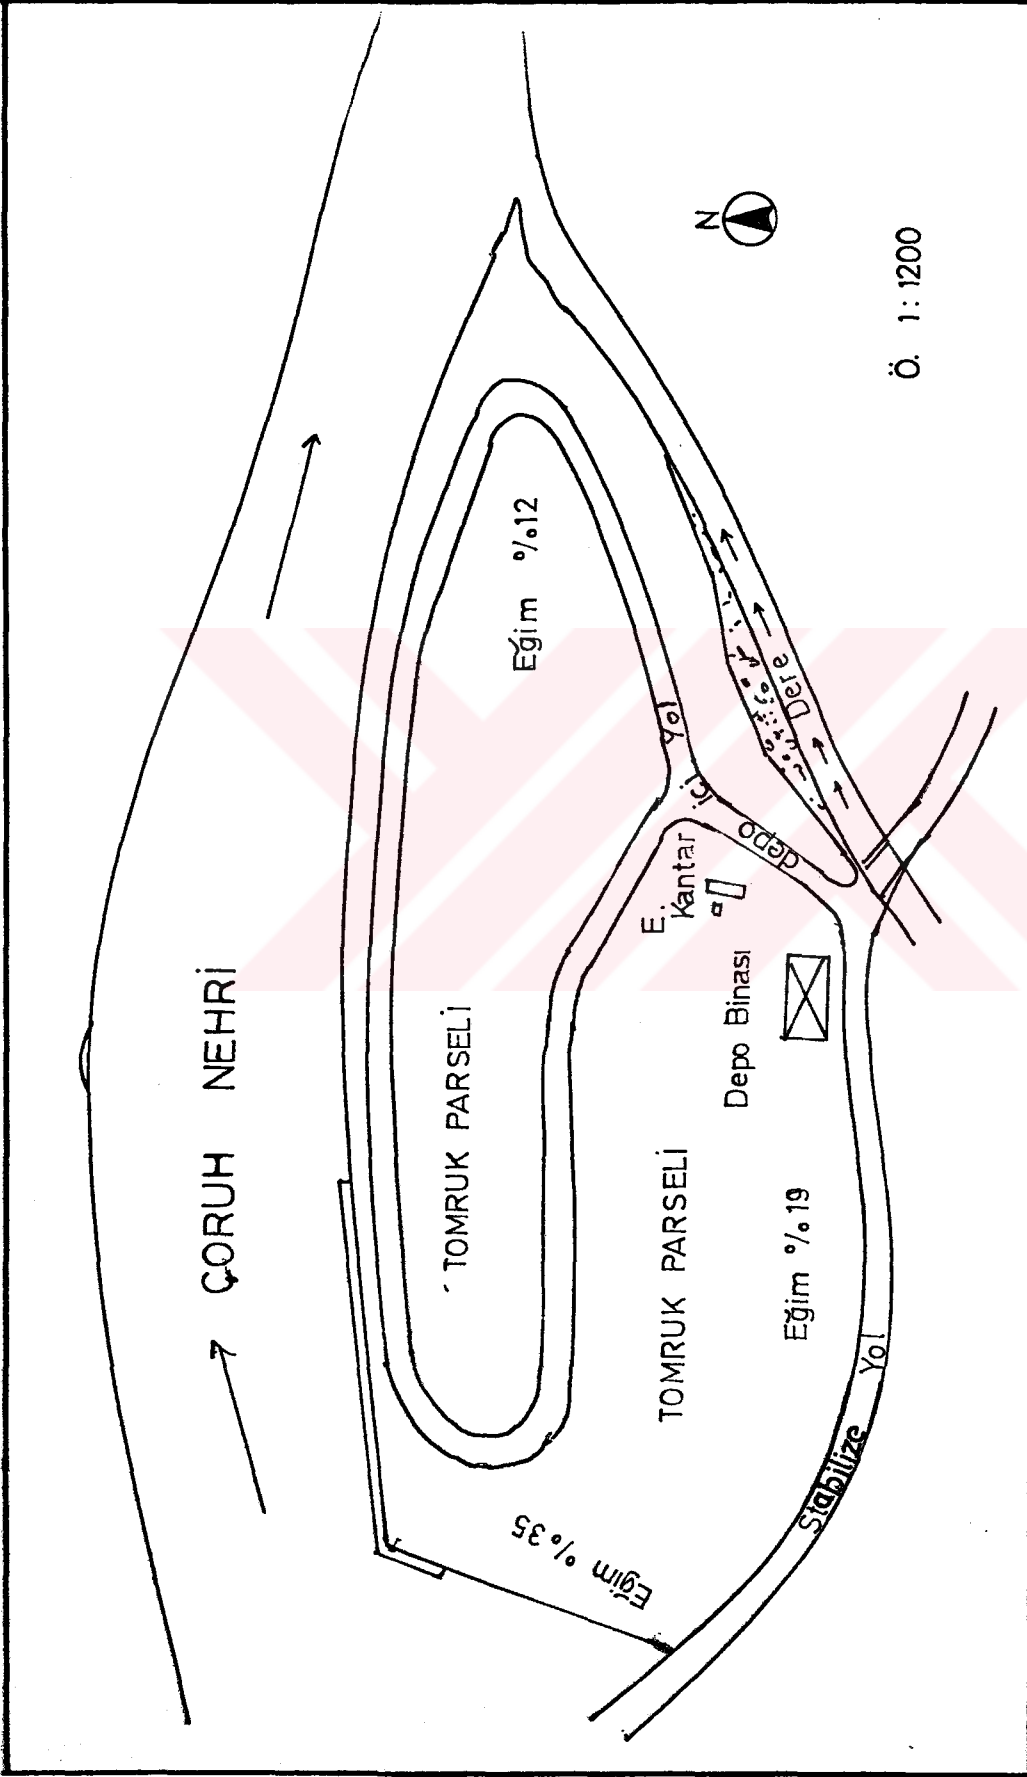 ÇORUH NEHRİ
TOMRUK PARSELİ
Eğim %12
N
Ö. 1:1200
E.
Kantar
depo içi Yol
Dere
Depo Binası
TOMRUK PARSELİ
Eğim %19
Eğim %35
Stabilize Yol